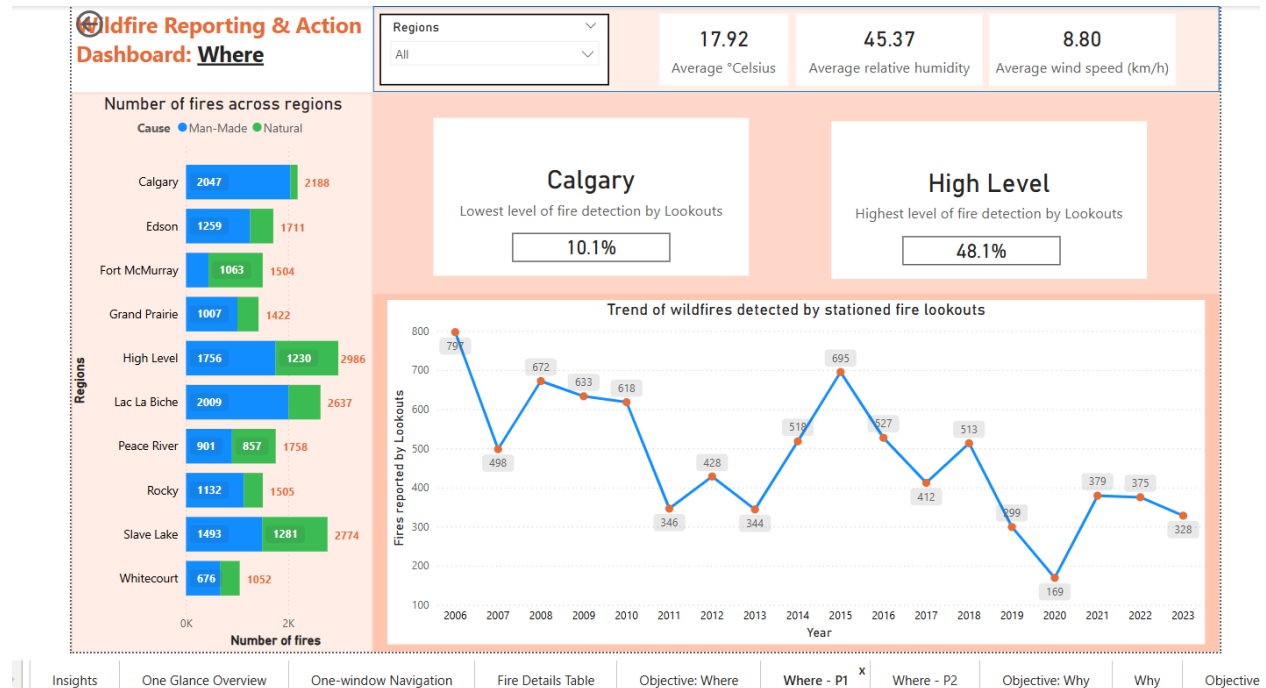 Wildfire Reporting & Action
Dashboard: Where
Regions
All
17.92
Average °Celsius
45.37
Average relative humidity
8.80
Average wind speed (km/h)
Number of fires across regions
Cause Man-Made Natural
Regions
Calgary 2047 2188
Edson 1259 1711
Fort McMurray 1063 1504
Grand Prairie 1007 1422
High Level 1756 1230 2986
Lac La Biche 2009 2637
Peace River 901 857 1758
Rocky 1132 1505
Slave Lake 1493 1281 2774
Whitecourt 676 1052
0K 2K
Number of fires
Calgary
Lowest level of fire detection by Lookouts
10.1%
High Level
Highest level of fire detection by Lookouts
48.1%
Trend of wildfires detected by stationed fire lookouts
Fires reported by Lookouts
800
700
600
500
400
300
200
100
797 498 672 633 618 346 428 344 518 695 527 412 513 299 169 379 375 328
2006 2007 2008 2009 2010 2011 2012 2013 2014 2015 2016 2017 2018 2019 2020 2021 2022 2023
Year
Insights One Glance Overview One-window Navigation Fire Details Table Objective: Where Where - P1 x Where - P2 Objective: Why Why Objective